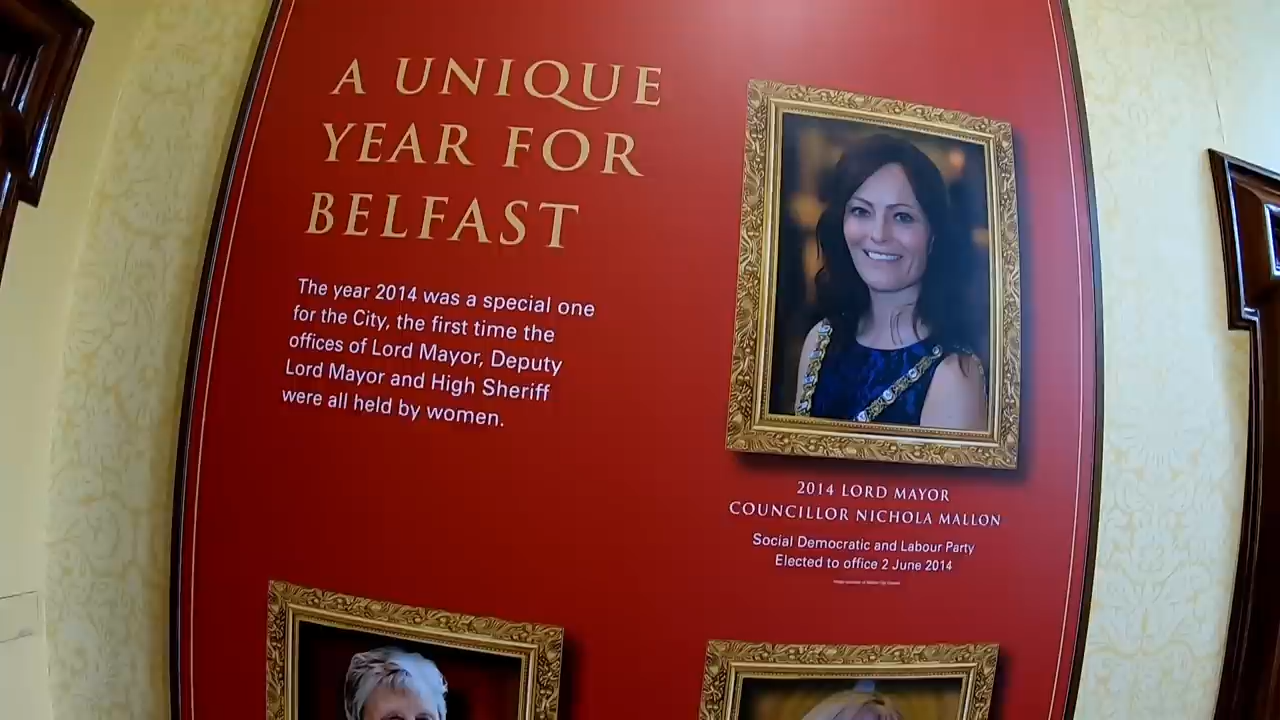 A UNIQUE
YEAR FOR
BELFAST
The year 2014 was a special one
for the City, the first time the
offices of Lord Mayor, Deputy
Lord Mayor and High Sheriff
were all held by women.
2014 LORD MAYOR
COUNCILLOR NICHOLA MALLON
Social Democratic and Labour Party
Elected to office 2 June 2014